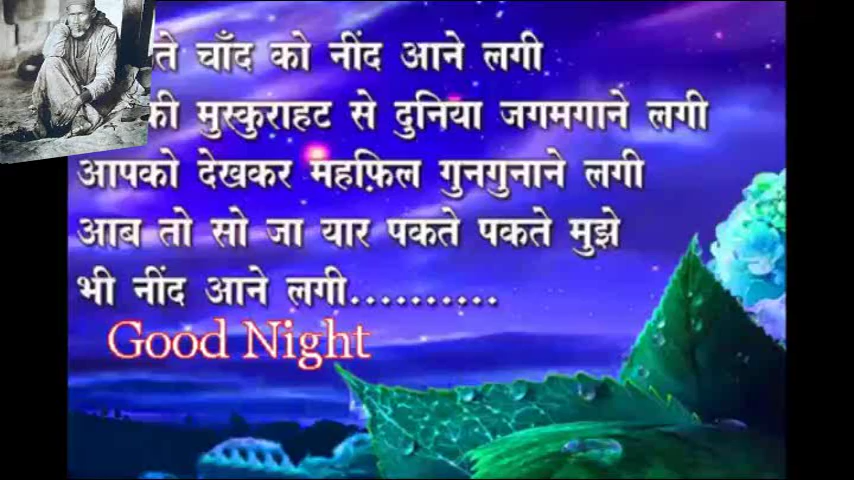 चाँद को नींद आने लगी
मुस्कुराहट से दुनिया जगमगाने लगी
आपको देखकर महफ़िल गुनगुनाने लगी
आब तो सो जा यार पकते पकते मुझे
भी नींद आने लगी..........
Good Night